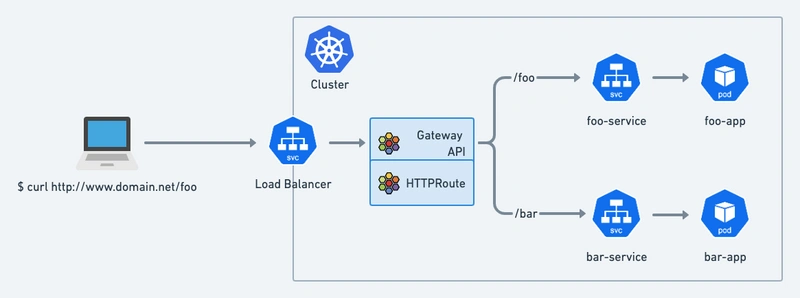 Cluster
$ curl http://www.domain.net/foo
svc
Load Balancer
Gateway
API
HTTPRoute
/foo
svc
foo-service
pod
foo-app
/bar
svc
bar-service
pod
bar-app